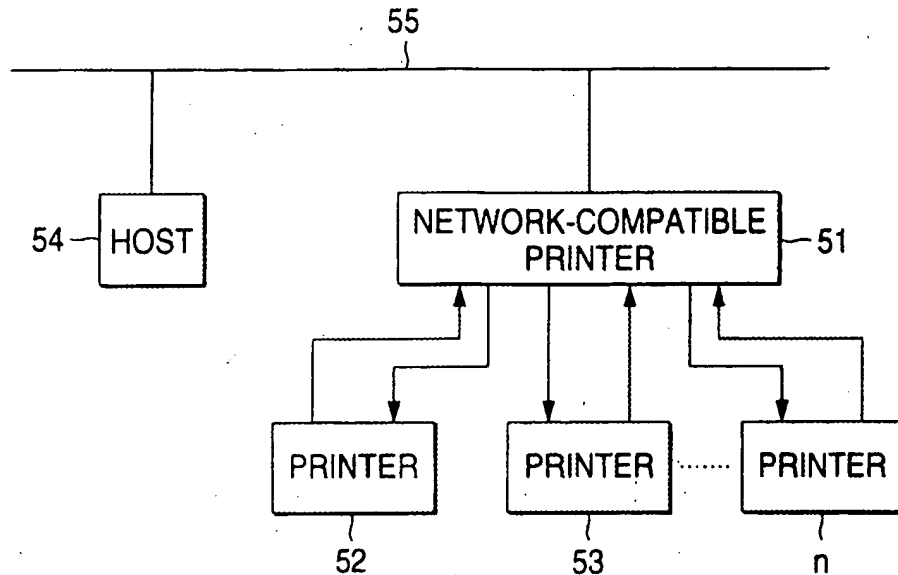 55
54
HOST
NETWORK-COMPATIBLE
PRINTER
51
PRINTER
PRINTER
.......
PRINTER
52
53
n